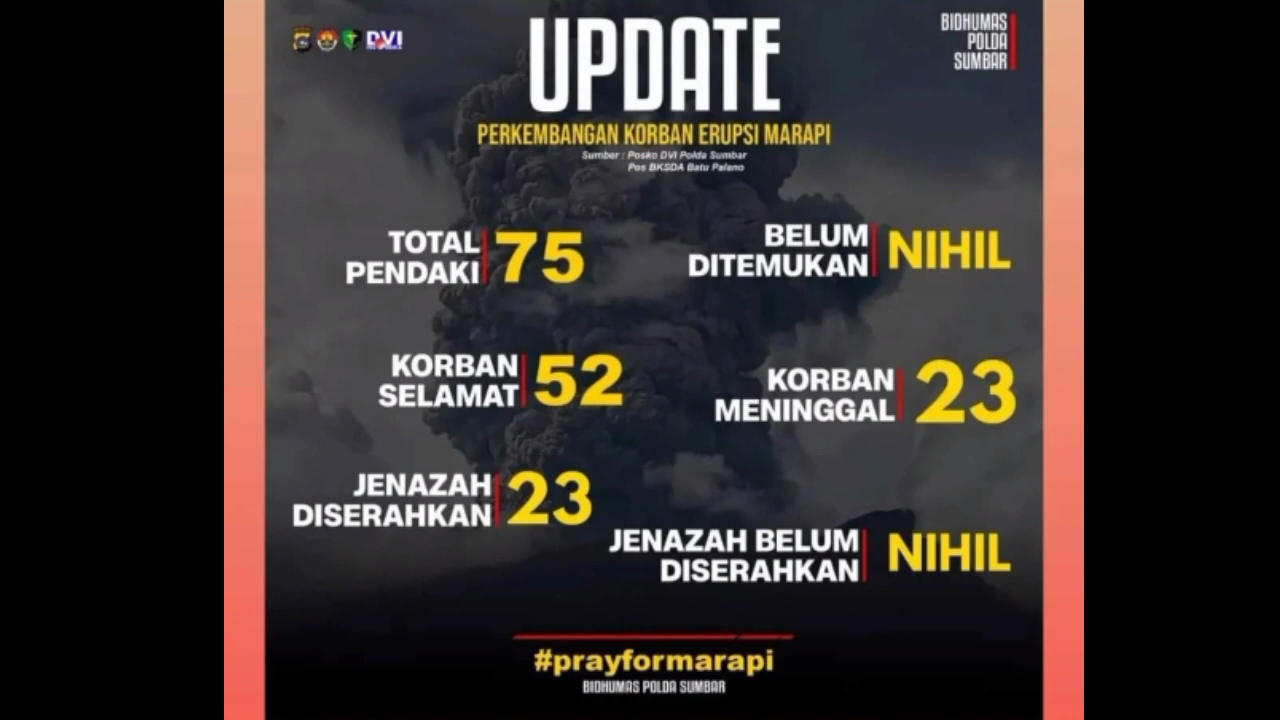 DVI
UPDATE
BIDHUMAS
POLDA
SUMBAR
PERKEMBANGAN KORBAN ERUPSI MARAPI
Sumber : Posko DVI Polda Sumbar
Pos BKSDA Batu Palano
TOTAL
PENDAKI
75
BELUM
DITEMUKAN
NIHIL
KORBAN
SELAMAT
52
KORBAN
MENINGGAL
23
JENAZAH
DISERAHKAN
23
JENAZAH BELUM
DISERAHKAN
NIHIL
#prayformarapi
BIDHUMAS POLDA SUMBAR